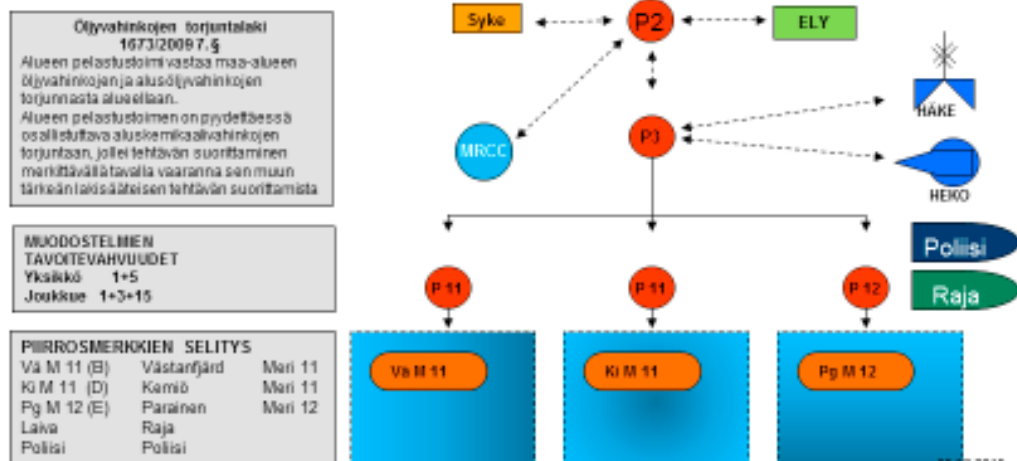 Öljyvahinkojen torjuntalaki
1673/2009 7.§
Alueen pelastustoimi vastaa maa-alueen
öljyvahinkojen ja alusöljyvahinkojen
torjunnasta alueellaan.
Alueen pelastustoimen on pyydettäessä
osallistuttava aluskemikaalivahinkojen
torjuntaan, jollei tehtävän suorittaminen
merkittävällä tavalla vaaranna sen muun
tärkeän lakisääteisen tehtävän suorittamista
MUODOSTELMIEN
TAVOITEVAHVUUDET
Yksikkö 1+5
Joukkue 1+3+15
PIIRROSMERKKIEN SELITYS
Vä M 11 (B) Västanfjärd Meri 11
Ki M 11 (D) Kemiö Meri 11
Pg M 12 (E) Parainen Meri 12
Laiva Raja
Poliisi Poliisi
Syke
P2
ELY
MRCC
P3
HÄKE
HEKO
Poliisi
Raja
P 11
P 11
P 12
Vä M 11
Ki M 11
Pg M 12